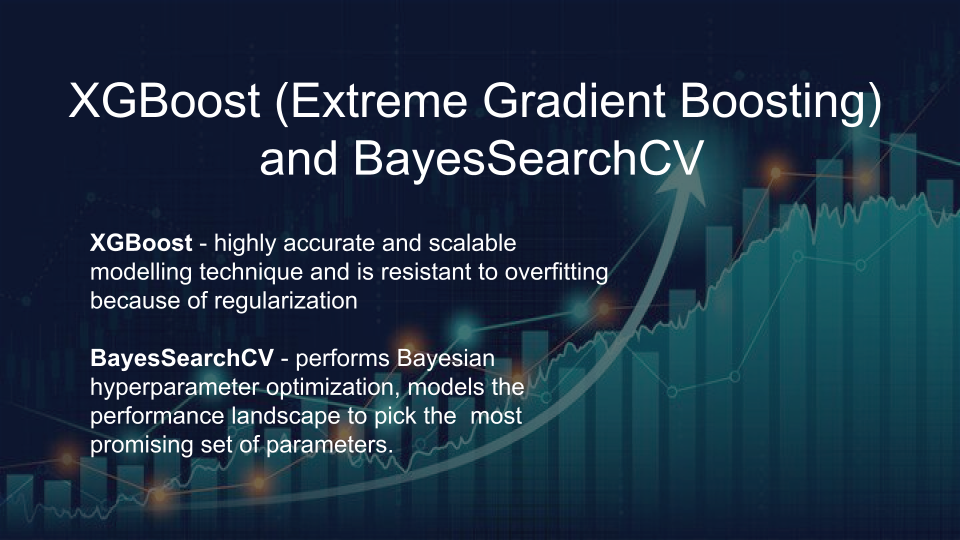 XGBoost (Extreme Gradient Boosting)
and BayesSearchCV
XGBoost - highly accurate and scalable
modelling technique and is resistant to overfitting
because of regularization
BayesSearchCV - performs Bayesian
hyperparameter optimization, models the
performance landscape to pick the  most
promising set of parameters.